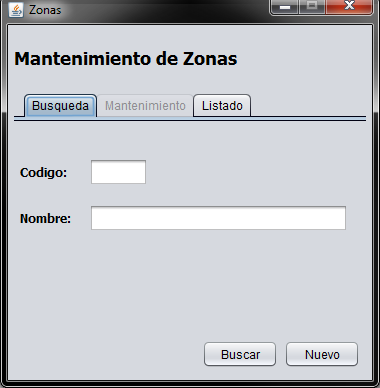 Zonas
Mantenimiento de Zonas
Busqueda Mantenimiento Listado
Codigo:
Nombre:
Buscar Nuevo